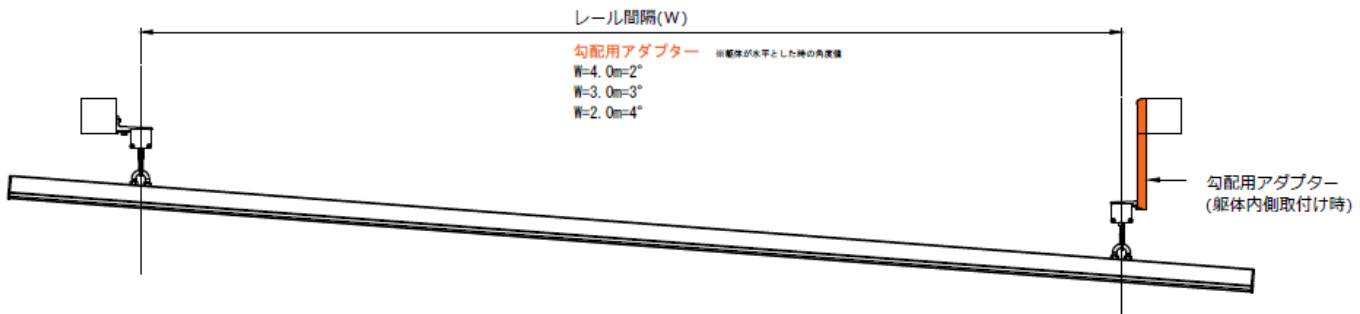 レール間隔(W)
勾配用アダプター ※躯体が水平とした時の角度値
W=4.0m=2°
W=3.0m=3°
W=2.0m=4°
勾配用アダプター
(躯体内側取付け時)